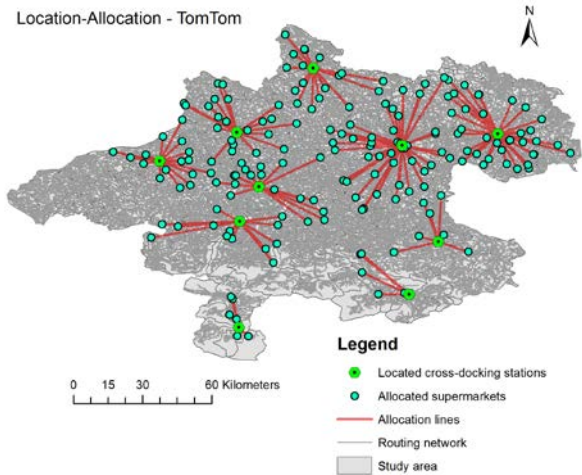 Location-Allocation - TomTom
N
Legend
Located cross-docking stations
Allocated supermarkets
Allocation lines
Routing network
Study area
0 15 30 60 Kilometers